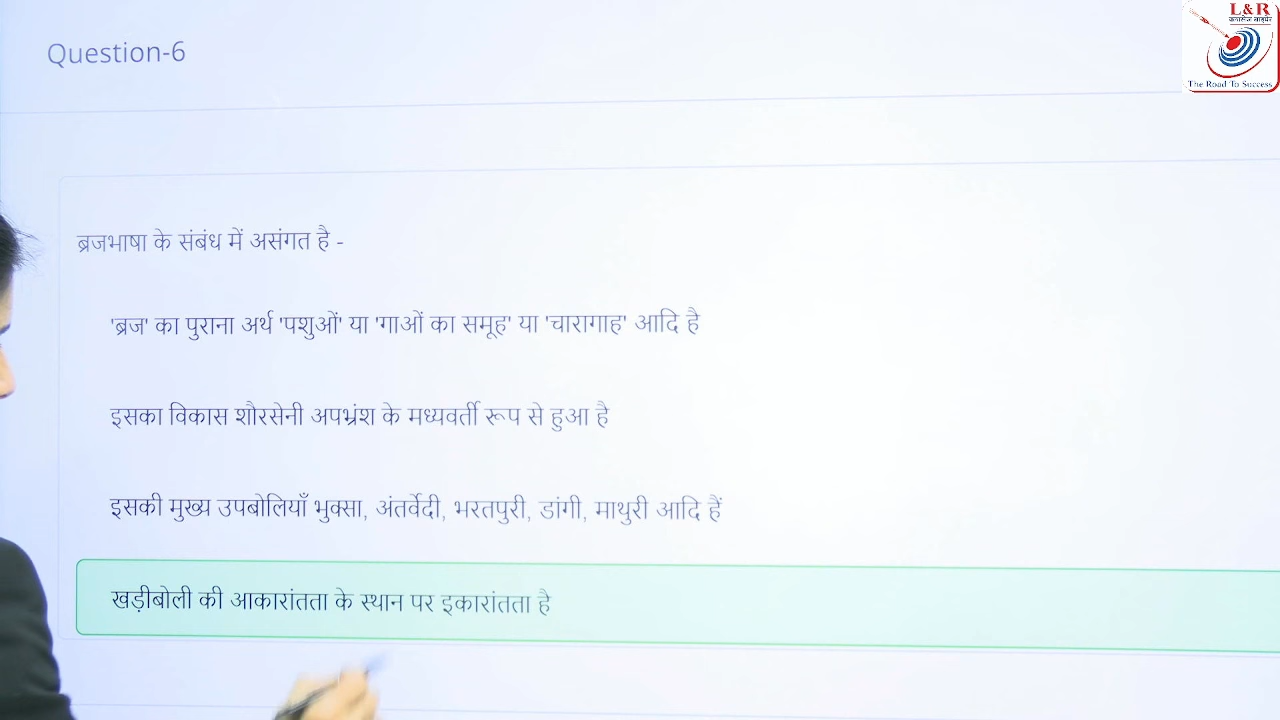 Question-6
L&R
The Road To Success
ब्रजभाषा के संबंध में असंगत है -
'ब्रज' का पुराना अर्थ 'पशुओं' या 'गाओं का समूह' या 'चारागाह' आदि है
इसका विकास शौरसेनी अपभ्रंश के मध्यवर्ती रूप से हुआ है
इसकी मुख्य उपबोलियाँ भुक्सा, अंतर्वेदी, भरतपुरी, डांगी, माथुरी आदि हैं
खड़ीबोली की आकारांतता के स्थान पर इकारांतता है